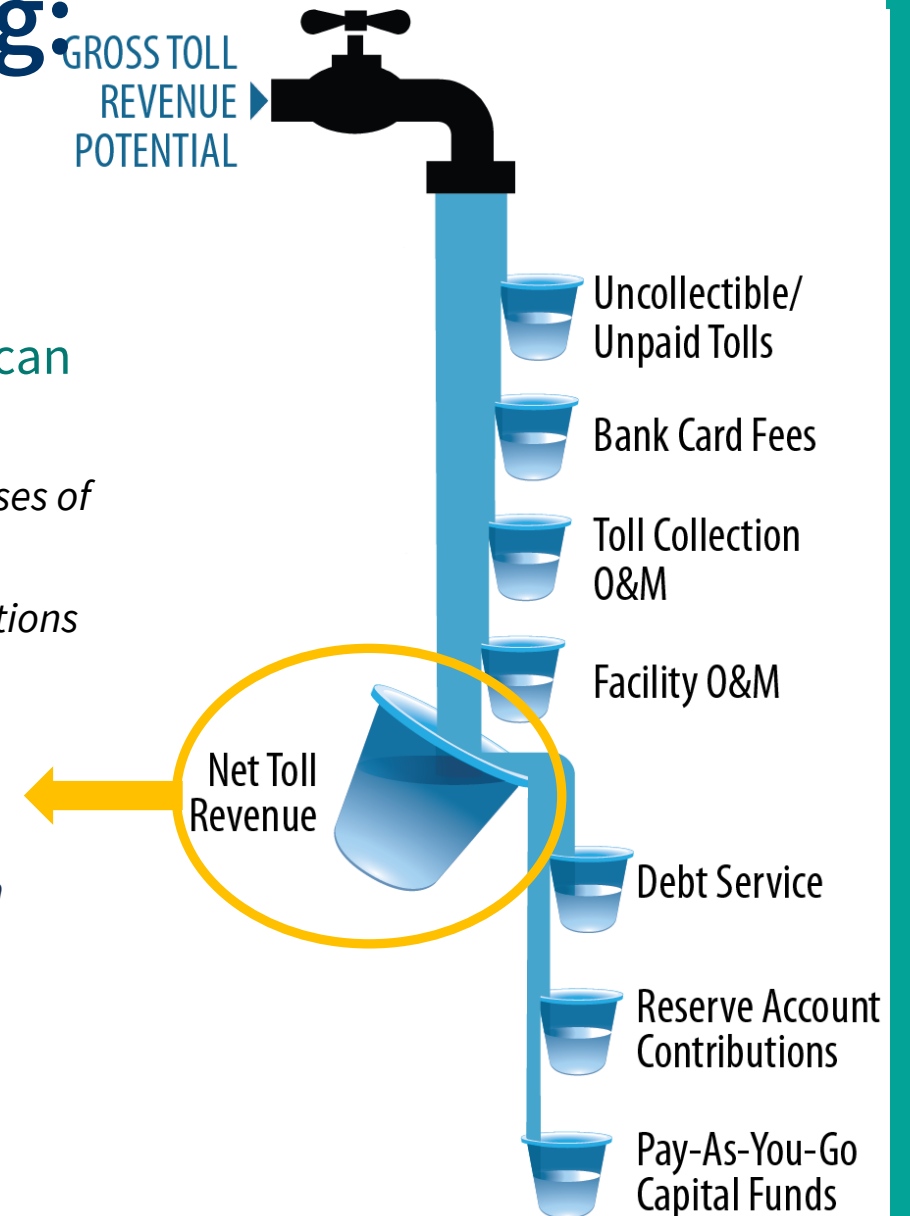 g:
GROSS TOLL
REVENUE
POTENTIAL
Uncollectible/
Unpaid Tolls
can
Bank Card Fees
ses of
Toll Collection
O&M
tions
Facility O&M
Net Toll
Revenue
Debt Service
Reserve Account
Contributions
Pay-As-You-Go
Capital Funds